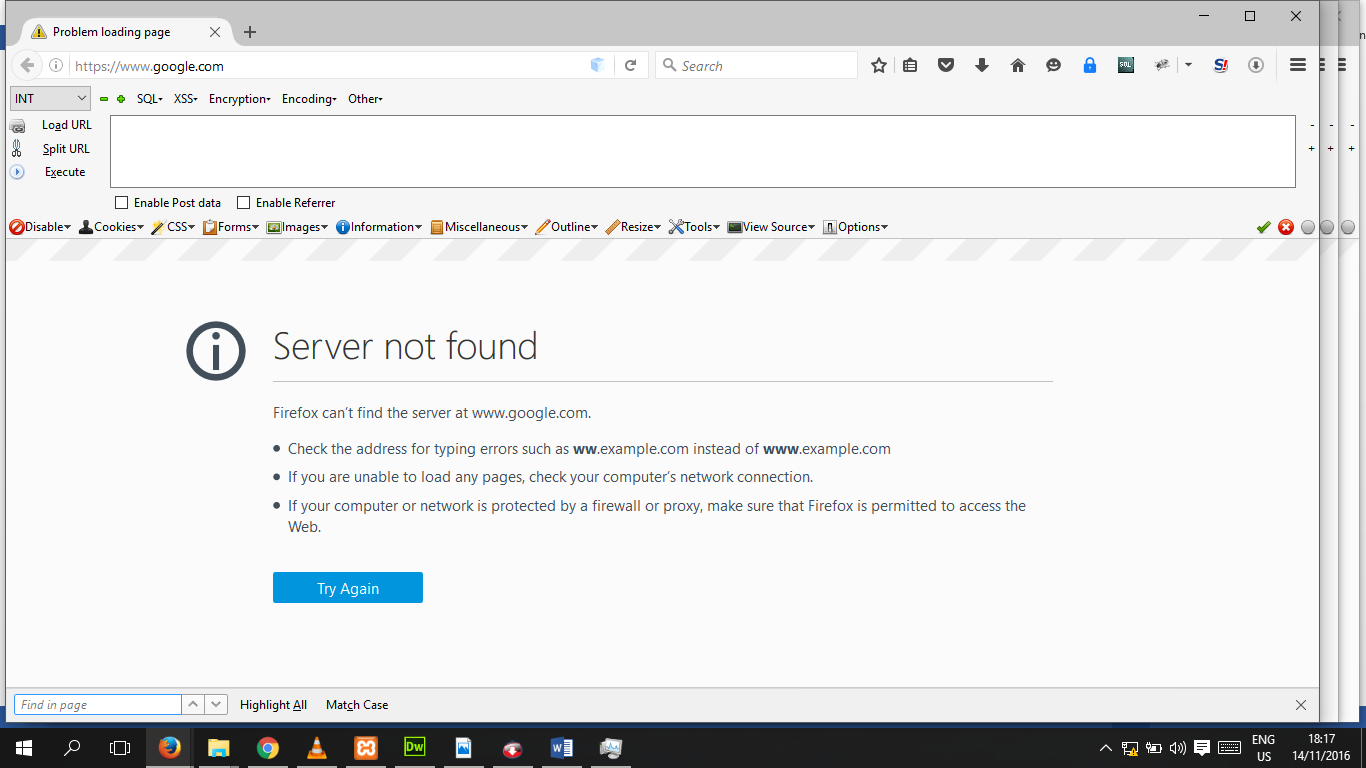 Problem loading page
https://www.google.com
Search
SQL
S!
INT
SQL
XSS
Encryption
Encoding
Other
Load URL
Split URL
Execute
- - -
+ + +
Enable Post data
Enable Referrer
Disable
Cookies
CSS
Forms
Images
Information
Miscellaneous
Outline
Resize
Tools
View Source
Options
Server not found
Firefox can't find the server at www.google.com.
Check the address for typing errors such as ww.example.com instead of www.example.com
If you are unable to load any pages, check your computer's network connection.
If your computer or network is protected by a firewall or proxy, make sure that Firefox is permitted to access the
Web.
Try Again
Find in page
Highlight All
Match Case
Dw
ENG
US
18:17
14/11/2016